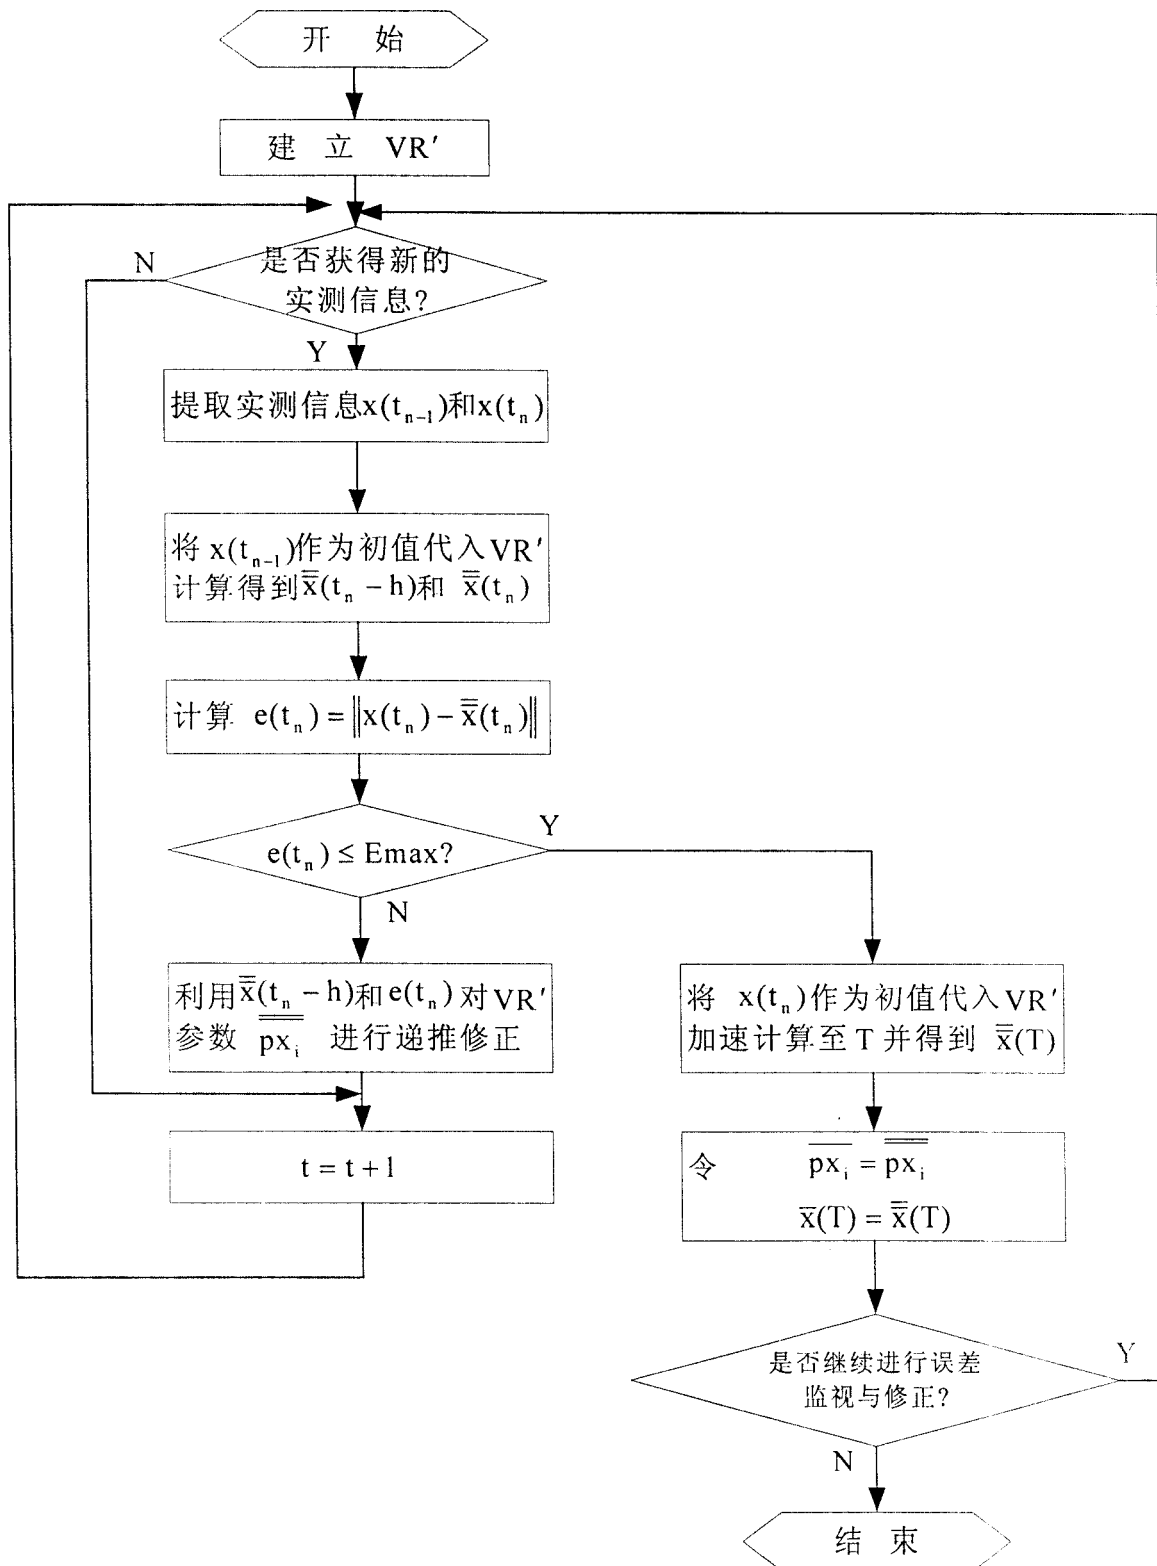 开 始
建 立 VR′
是否获得新的
实测信息?
N
Y
提取实测信息x(tₙ₋₁)和x(tₙ)
将 x(tₙ₋₁)作为初值代入VR′
计算得到x̿(tₙ − h)和 x̿(tₙ)
计算 e(tₙ) = ‖x(tₙ) − x̿(tₙ)‖
e(tₙ) ≤ Emax?
Y
N
利用x̿(tₙ − h)和e(tₙ)对VR′
参数 p̿x̿ᵢ 进行递推修正
t = t + 1
将 x(tₙ)作为初值代入VR′
加速计算至T并得到 x̿(T)
令 p̅x̅ᵢ = p̿x̿ᵢ
x̅(T) = x̿(T)
是否继续进行误差
监视与修正?
Y
N
结 束